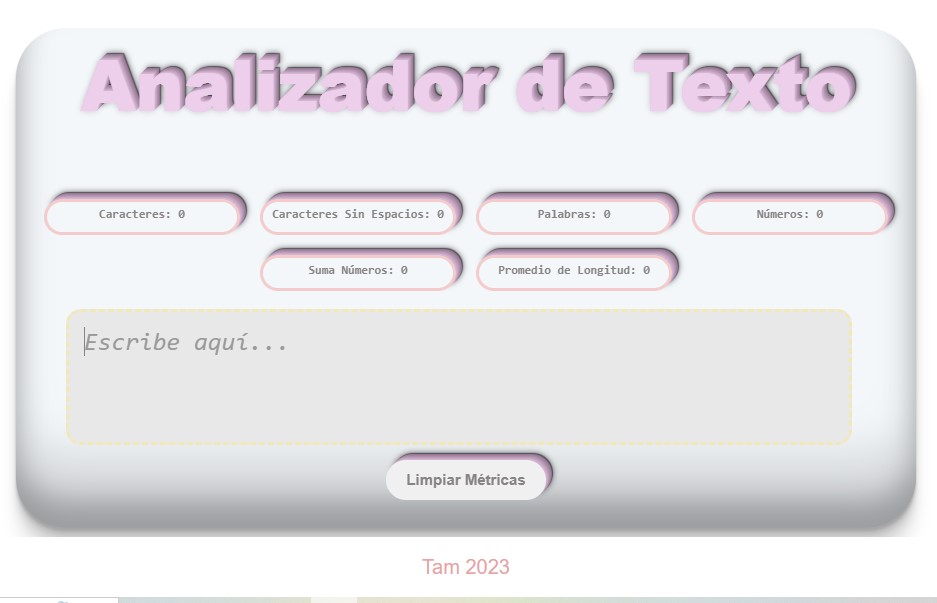 Analizador de Texto
Caracteres: 0
Caracteres Sin Espacios: 0
Palabras: 0
Números: 0
Suma Números: 0
Promedio de Longitud: 0
Escribe aquí...
Limpiar Métricas
Tam 2023